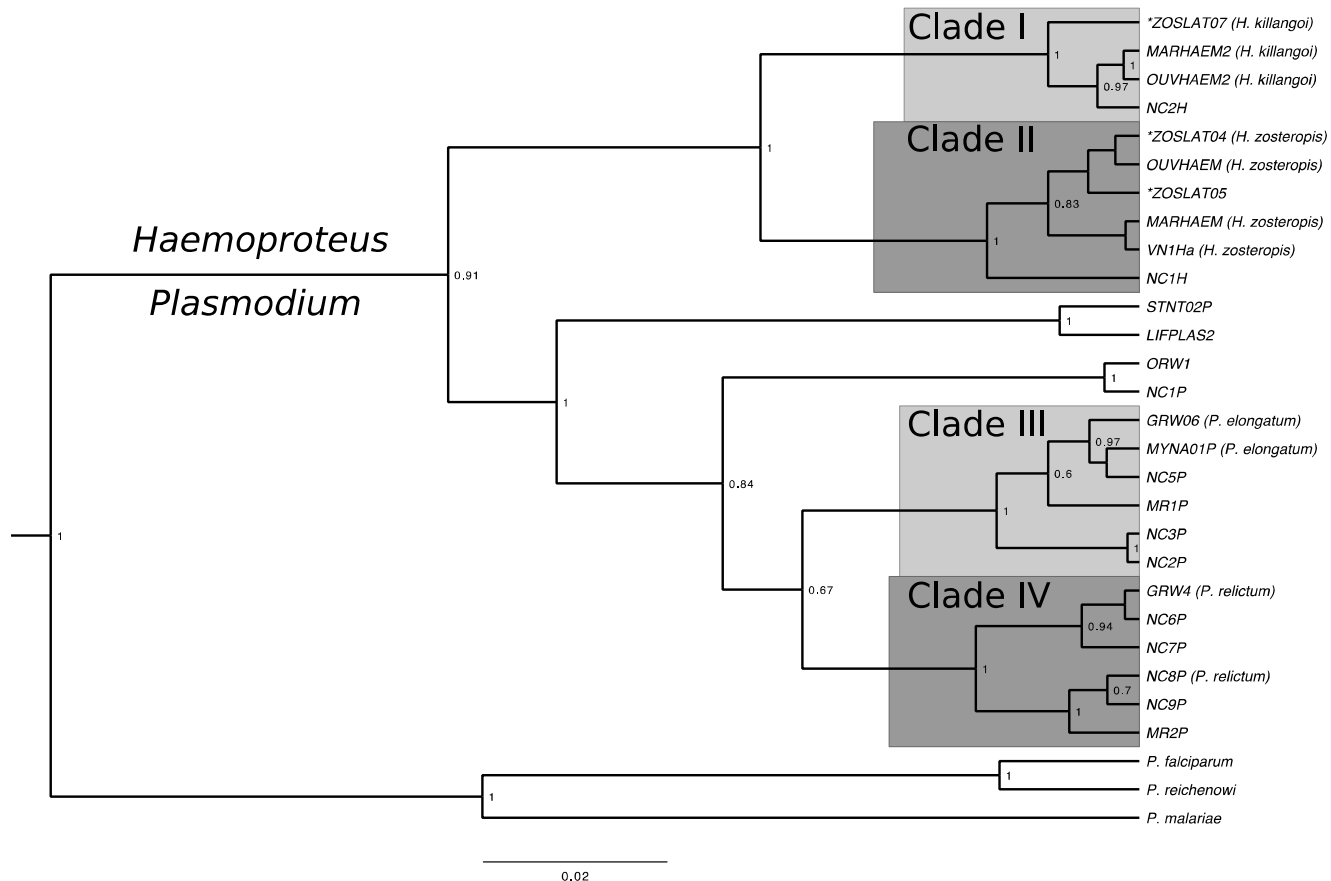 Clade I
*ZOSLAT07 (H. killangoi)
MARHAEM2 (H. killangoi)
1
1
OUVHAEM2 (H. killangoi)
0.97
NC2H
Clade II
*ZOSLAT04 (H. zosteropis)
1
OUVHAEM (H. zosteropis)
*ZOSLAT05
0.83
MARHAEM (H. zosteropis)
Haemoproteus
1
VN1Ha (H. zosteropis)
0.91
NC1H
Plasmodium
STNT02P
1
LIFPLAS2
ORW1
1
NC1P
1
Clade III
GRW06 (P. elongatum)
0.97
MYNA01P (P. elongatum)
0.6
NC5P
0.84
MR1P
1
NC3P
1
1
NC2P
Clade IV
GRW4 (P. relictum)
0.67
NC6P
0.94
NC7P
1
NC8P (P. relictum)
0.7
NC9P
1
MR2P
P. falciparum
1
P. reichenowi
1
P. malariae
0.02